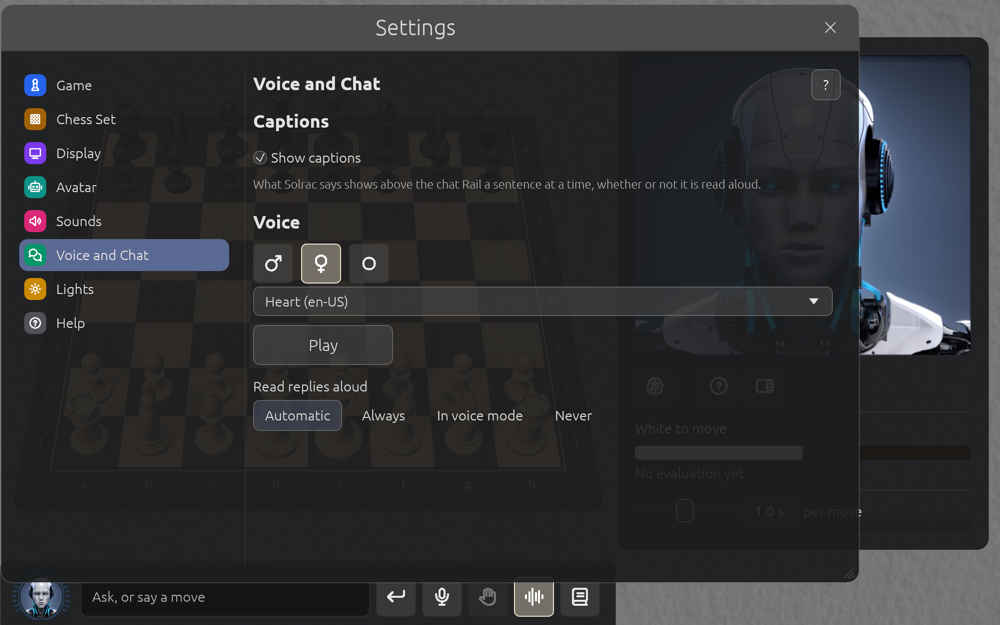 Settings
Game
Chess Set
Display
Avatar
Sounds
Voice and Chat
Lights
Help
Voice and Chat
?
Captions
Show captions
What Solrac says shows above the chat Rail a sentence at a time, whether or not it is read aloud.
Voice
Heart (en-US)
Play
Read replies aloud
Automatic Always In voice mode Never
a b c d e f g h
White to move
No evaluation yet
1.0 s per move
Ask, or say a move